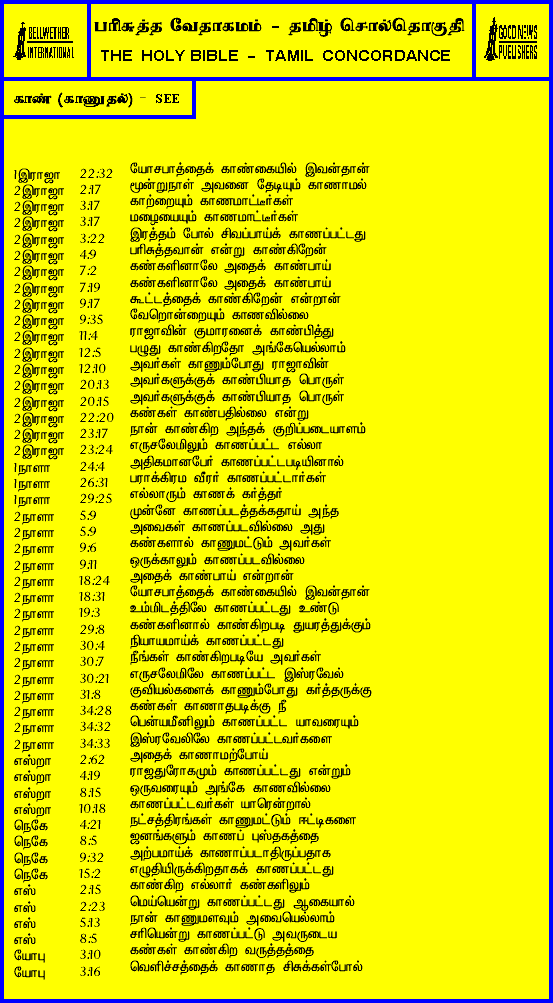 BELLWETHER
INTERNATIONAL
பரிசுத்த வேதாகமம் - தமிழ் சொல்தொகுதி
THE HOLY BIBLE - TAMIL CONCORDANCE
GOOD NEWS
PUBLISHERS
காண் (காணுதல்) - SEE
1இராஜா 22:32 யோசபாத்தைக் காண்கையில் இவன்தான்
2இராஜா 2:17 மூன்றுநாள் அவனை தேடியும் காணாமல்
2இராஜா 3:17 காற்றையும் காணமாட்டீர்கள்
2இராஜா 3:17 மழையையும் காணமாட்டீர்கள்
2இராஜா 3:22 இரத்தம் போல் சிவப்பாய்க் காணப்பட்டது
2இராஜா 4:9 பரிசுத்தவான் என்று காண்கிறேன்
2இராஜா 7:2 கண்களினாலே அதைக் காண்பாய்
2இராஜா 7:19 கண்களினாலே அதைக் காண்பாய்
2இராஜா 9:17 கூட்டத்தைக் காண்கிறேன் என்றான்
2இராஜா 9:35 வேறொன்றையும் காணவில்லை
2இராஜா 11:4 ராஜாவின் குமாரனைக் காண்பித்து
2இராஜா 12:5 பழுது காண்கிறதோ அங்கேயெல்லாம்
2இராஜா 12:10 அவர்கள் காணும்போது ராஜாவின்
2இராஜா 20:13 அவர்களுக்குக் காண்பியாத பொருள்
2இராஜா 20:15 அவர்களுக்குக் காண்பியாத பொருள்
2இராஜா 22:20 கண்கள் காண்பதில்லை என்று
2இராஜா 23:17 நான் காண்கிற அந்தக் குறிப்படையாளம்
2இராஜா 23:24 எருசலேமிலும் காணப்பட்ட எல்லா
1நாளா 24:4 அதிகமானபேர் காணப்பட்டபடியினால்
1நாளா 26:31 பராக்கிரம வீரர் காணப்பட்டார்கள்
1நாளா 29:25 எல்லாரும் காணக் கர்த்தர்
2நாளா 5:9 முன்னே காணப்படத்தக்கதாய் அந்த
2நாளா 5:9 அவைகள் காணப்படவில்லை அது
2நாளா 9:6 கண்களால் காணுமட்டும் அவர்கள்
2நாளா 9:11 ஒருக்காலும் காணப்படவில்லை
2நாளா 18:24 அதைக் காண்பாய் என்றான்
2நாளா 18:31 யோசபாத்தைக் காண்கையில் இவன்தான்
2நாளா 19:3 உம்மிடத்திலே காணப்பட்டது உண்டு
2நாளா 29:8 கண்களினால் காண்கிறபடி துயரத்துக்கும்
2நாளா 30:4 நியாயமாய்க் காணப்பட்டது
2நாளா 30:7 நீங்கள் காண்கிறபடியே அவர்கள்
2நாளா 30:21 எருசலேமிலே காணப்பட்ட இஸ்ரவேல்
2நாளா 31:8 குவியல்களைக் காணும்போது கர்த்தருக்கு
2நாளா 34:28 கண்கள் காணாதபடிக்கு நீ
2நாளா 34:32 பென்யமீனிலும் காணப்பட்ட யாவரையும்
2நாளா 34:33 இஸ்ரவேலிலே காணப்பட்டவர்களை
எஸ்றா 2:62 அதைக் காணாமற்போய்
எஸ்றா 4:19 ராஜதுரோகமும் காணப்பட்டது என்றும்
எஸ்றா 8:15 ஒருவரையும் அங்கே காணவில்லை
எஸ்றா 10:18 காணப்பட்டவர்கள் யாரென்றால்
நெகே 4:21 நட்சத்திரங்கள் காணுமட்டும் ஈட்டிகளை
நெகே 8:5 ஜனங்களும் காணப் புஸ்தகத்தை
நெகே 9:32 அற்பமாய்க் காணாப்படாதிருப்பதாக
நெகே 15:2 எழுதியிருக்கிறதாகக் காணப்பட்டது
எஸ் 2:15 காண்கிற எல்லார் கண்களிலும்
எஸ் 2:23 மெய்யென்று காணப்பட்டது ஆகையால்
எஸ் 5:13 நான் காணுமளவும் அவையெல்லாம்
எஸ் 8:5 சரியென்று காணப்பட்டு அவருடைய
யோபு 3:10 கண்கள் காண்கிற வருத்தத்தை
யோபு 3:16 வெளிச்சத்தைக் காணாத சிசுக்கள்போல்